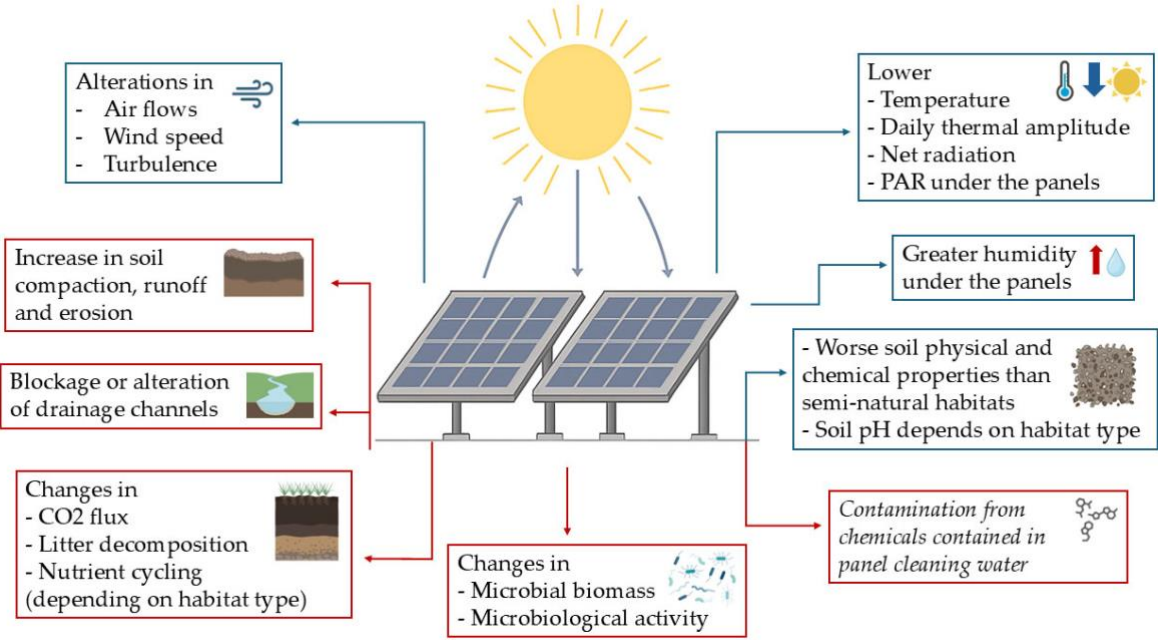 Alterations in
- Air flows
- Wind speed
- Turbulence
Lower
- Temperature
- Daily thermal amplitude
- Net radiation
- PAR under the panels
Increase in soil
compaction, runoff
and erosion
Greater humidity
under the panels
Blockage or alteration
of drainage channels
- Worse soil physical and
chemical properties than
semi-natural habitats
- Soil pH depends on habitat type
Changes in
- CO2 flux
- Litter decomposition
- Nutrient cycling
(depending on habitat type)
Changes in
- Microbial biomass
- Microbiological activity
Contamination from
chemicals contained in
panel cleaning water